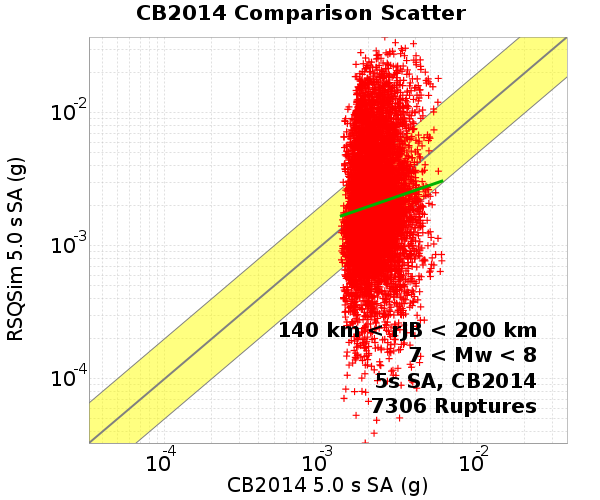 CB2014 Comparison Scatter
RSQSim 5.0 s SA (g)
10-2
10-3
10-4
140 km < rJB < 200 km
7 < Mw < 8
5s SA, CB2014
7306 Ruptures
10-4 10-3 10-2
CB2014 5.0 s SA (g)